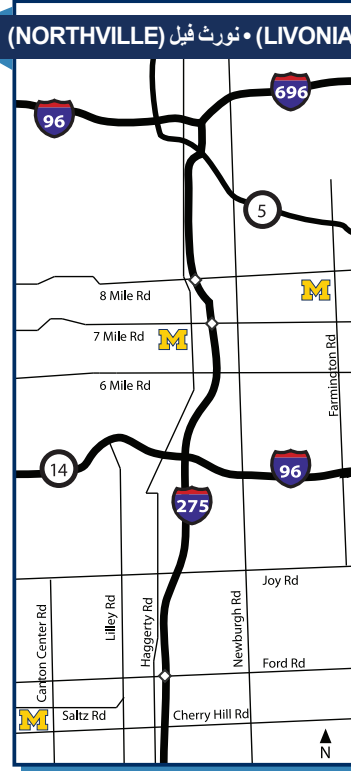 (LIVONIA) • نورث فيل (NORTHVILLE)
696
96
5
8 Mile Rd
M
7 Mile Rd
M
6 Mile Rd
Farmington Rd
14
96
275
Joy Rd
Canton Center Rd
Lilley Rd
Haggerty Rd
Newburgh Rd
Ford Rd
M
Saltz Rd
Cherry Hill Rd
N